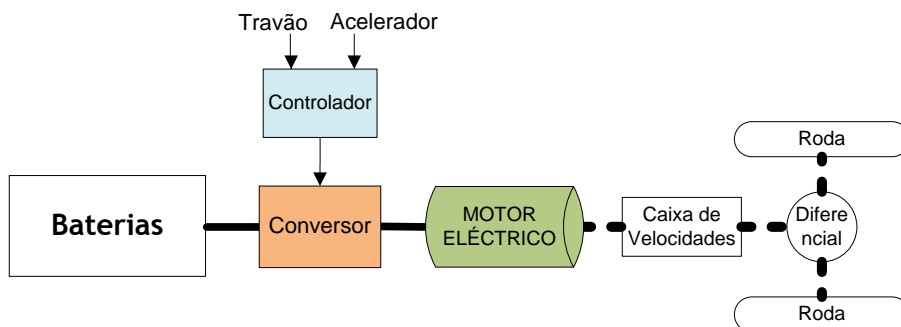 Travão
Acelerador
Controlador
Baterias
Conversor
MOTOR
ELÉCTRICO
Caixa de
Velocidades
Roda
Difere
ncial
Roda